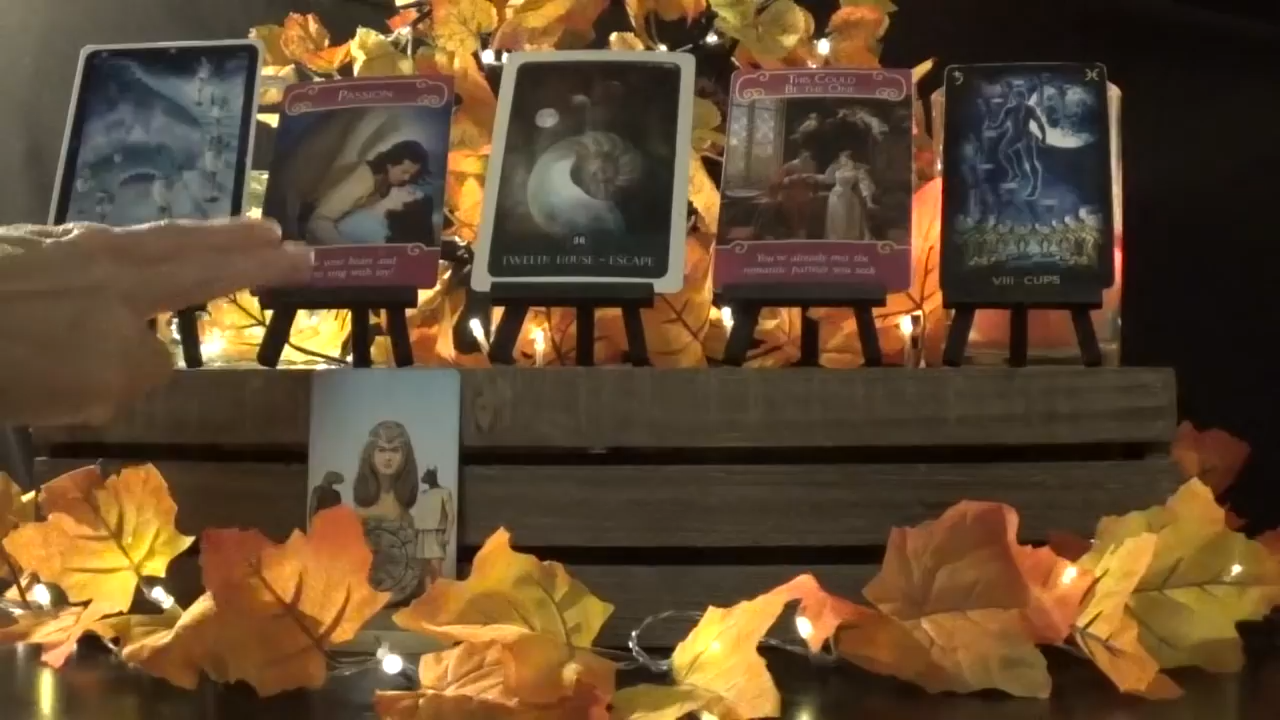 PASSION
your heart and
sing with joy!
38
TWELFTH HOUSE ~ ESCAPE
THIS COULD
BE THE ONE
You've already met the
romantic partner you seek
VIII CUPS